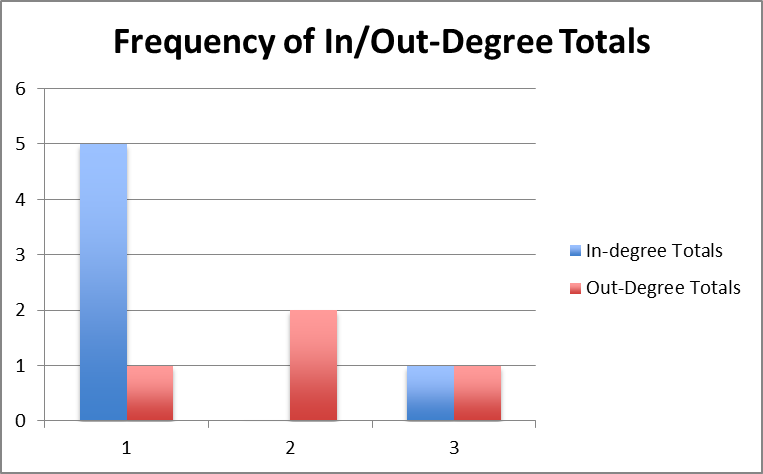 Frequency of In/Out-Degree Totals
6
5
4
3
2
1
0
1 2 3
In-degree Totals
Out-Degree Totals